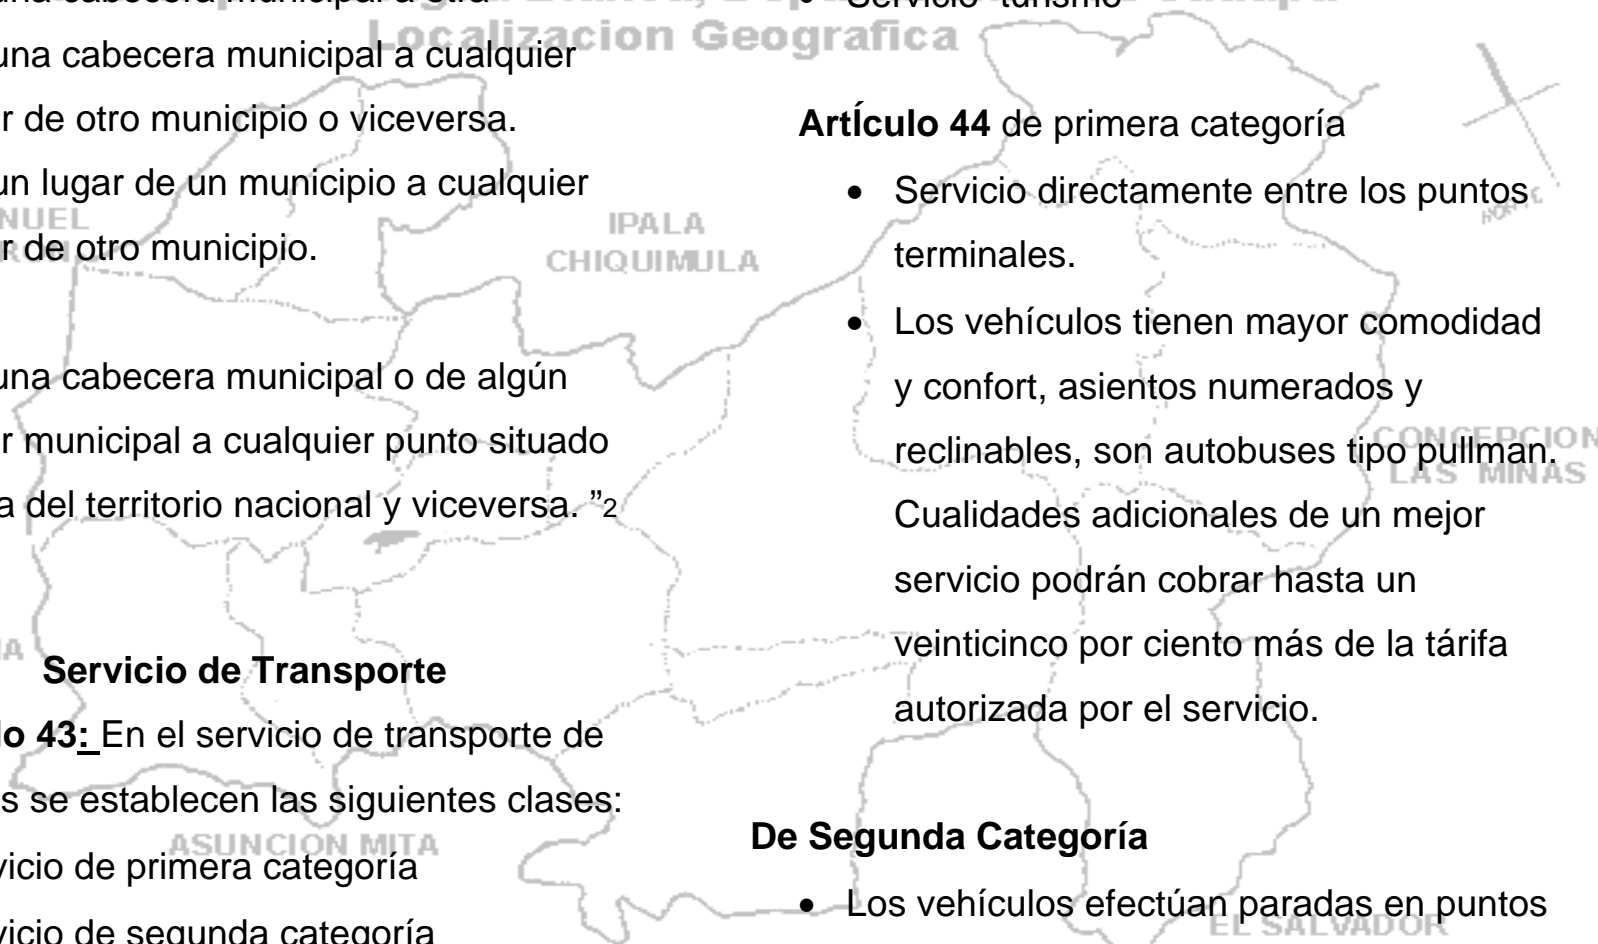 una cabecera municipal a otra
una cabecera municipal a cualquier
r de otro municipio o viceversa.
un lugar de un municipio a cualquier
r de otro municipio.
una cabecera municipal o de algún
r municipal a cualquier punto situado
a del territorio nacional y viceversa. ”2
Servicio de Transporte
lo 43: En el servicio de transporte de
s se establecen las siguientes clases:
vicio de primera categoría
vicio de segunda categoría
• Servicio turismo
ArtÍculo 44 de primera categoría
• Servicio directamente entre los puntos
terminales.
• Los vehículos tienen mayor comodidad
y confort, asientos numerados y
reclinables, son autobuses tipo pullman.
Cualidades adicionales de un mejor
servicio podrán cobrar hasta un
veinticinco por ciento más de la tárifa
autorizada por el servicio.
De Segunda Categoría
• Los vehículos efectúan paradas en puntos
Localizacion Geografica
NUEL
IPALA
CHIQUIMULA
NORTE
CONCEPCION
LAS MINAS
ASUNCION MITA
EL SALVADOR